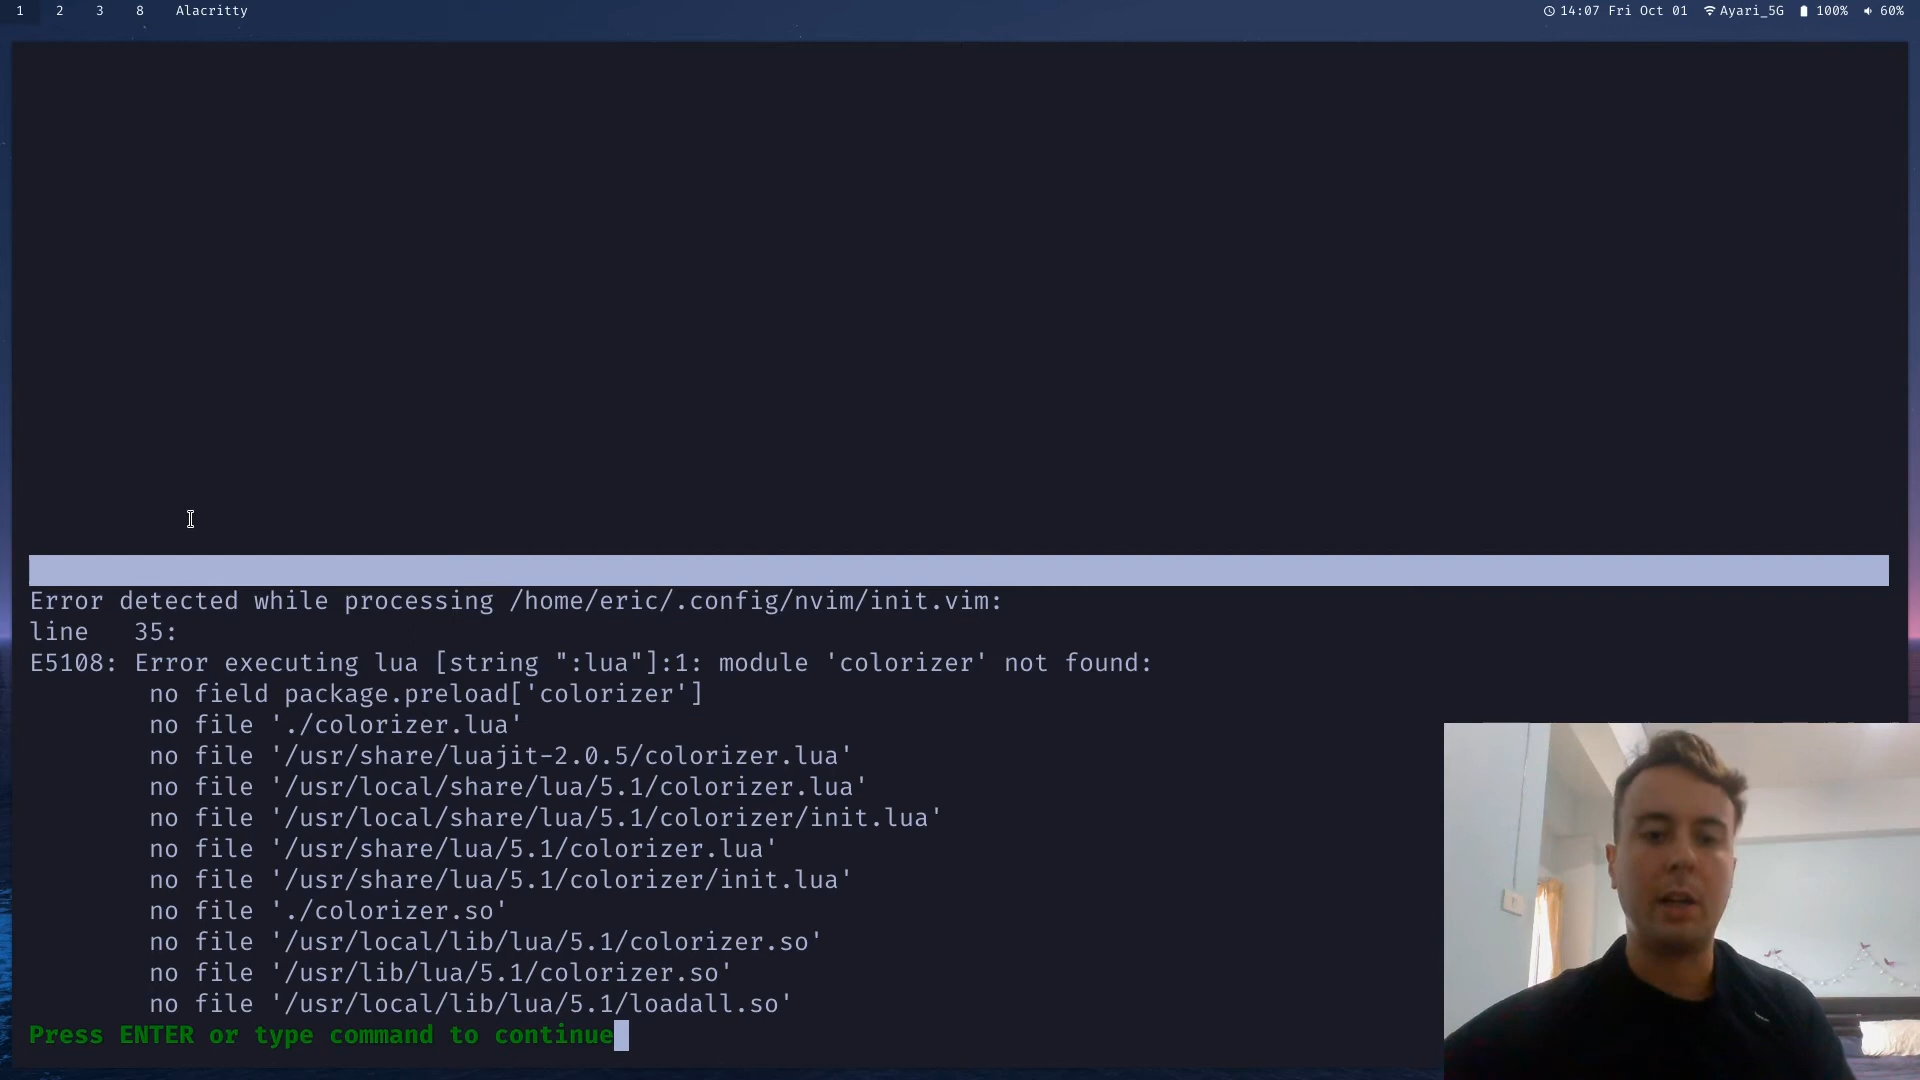 1 2 3 8 Alacritty 14:07 Fri Oct 01 Ayari_5G 100% 60%
Error detected while processing /home/eric/.config/nvim/init.vim:
line   35:
E5108: Error executing lua [string ":lua"]:1: module 'colorizer' not found:
        no field package.preload['colorizer']
        no file './colorizer.lua'
        no file '/usr/share/luajit-2.0.5/colorizer.lua'
        no file '/usr/local/share/lua/5.1/colorizer.lua'
        no file '/usr/local/share/lua/5.1/colorizer/init.lua'
        no file '/usr/share/lua/5.1/colorizer.lua'
        no file '/usr/share/lua/5.1/colorizer/init.lua'
        no file './colorizer.so'
        no file '/usr/local/lib/lua/5.1/colorizer.so'
        no file '/usr/lib/lua/5.1/colorizer.so'
        no file '/usr/local/lib/lua/5.1/loadall.so'
Press ENTER or type command to continue